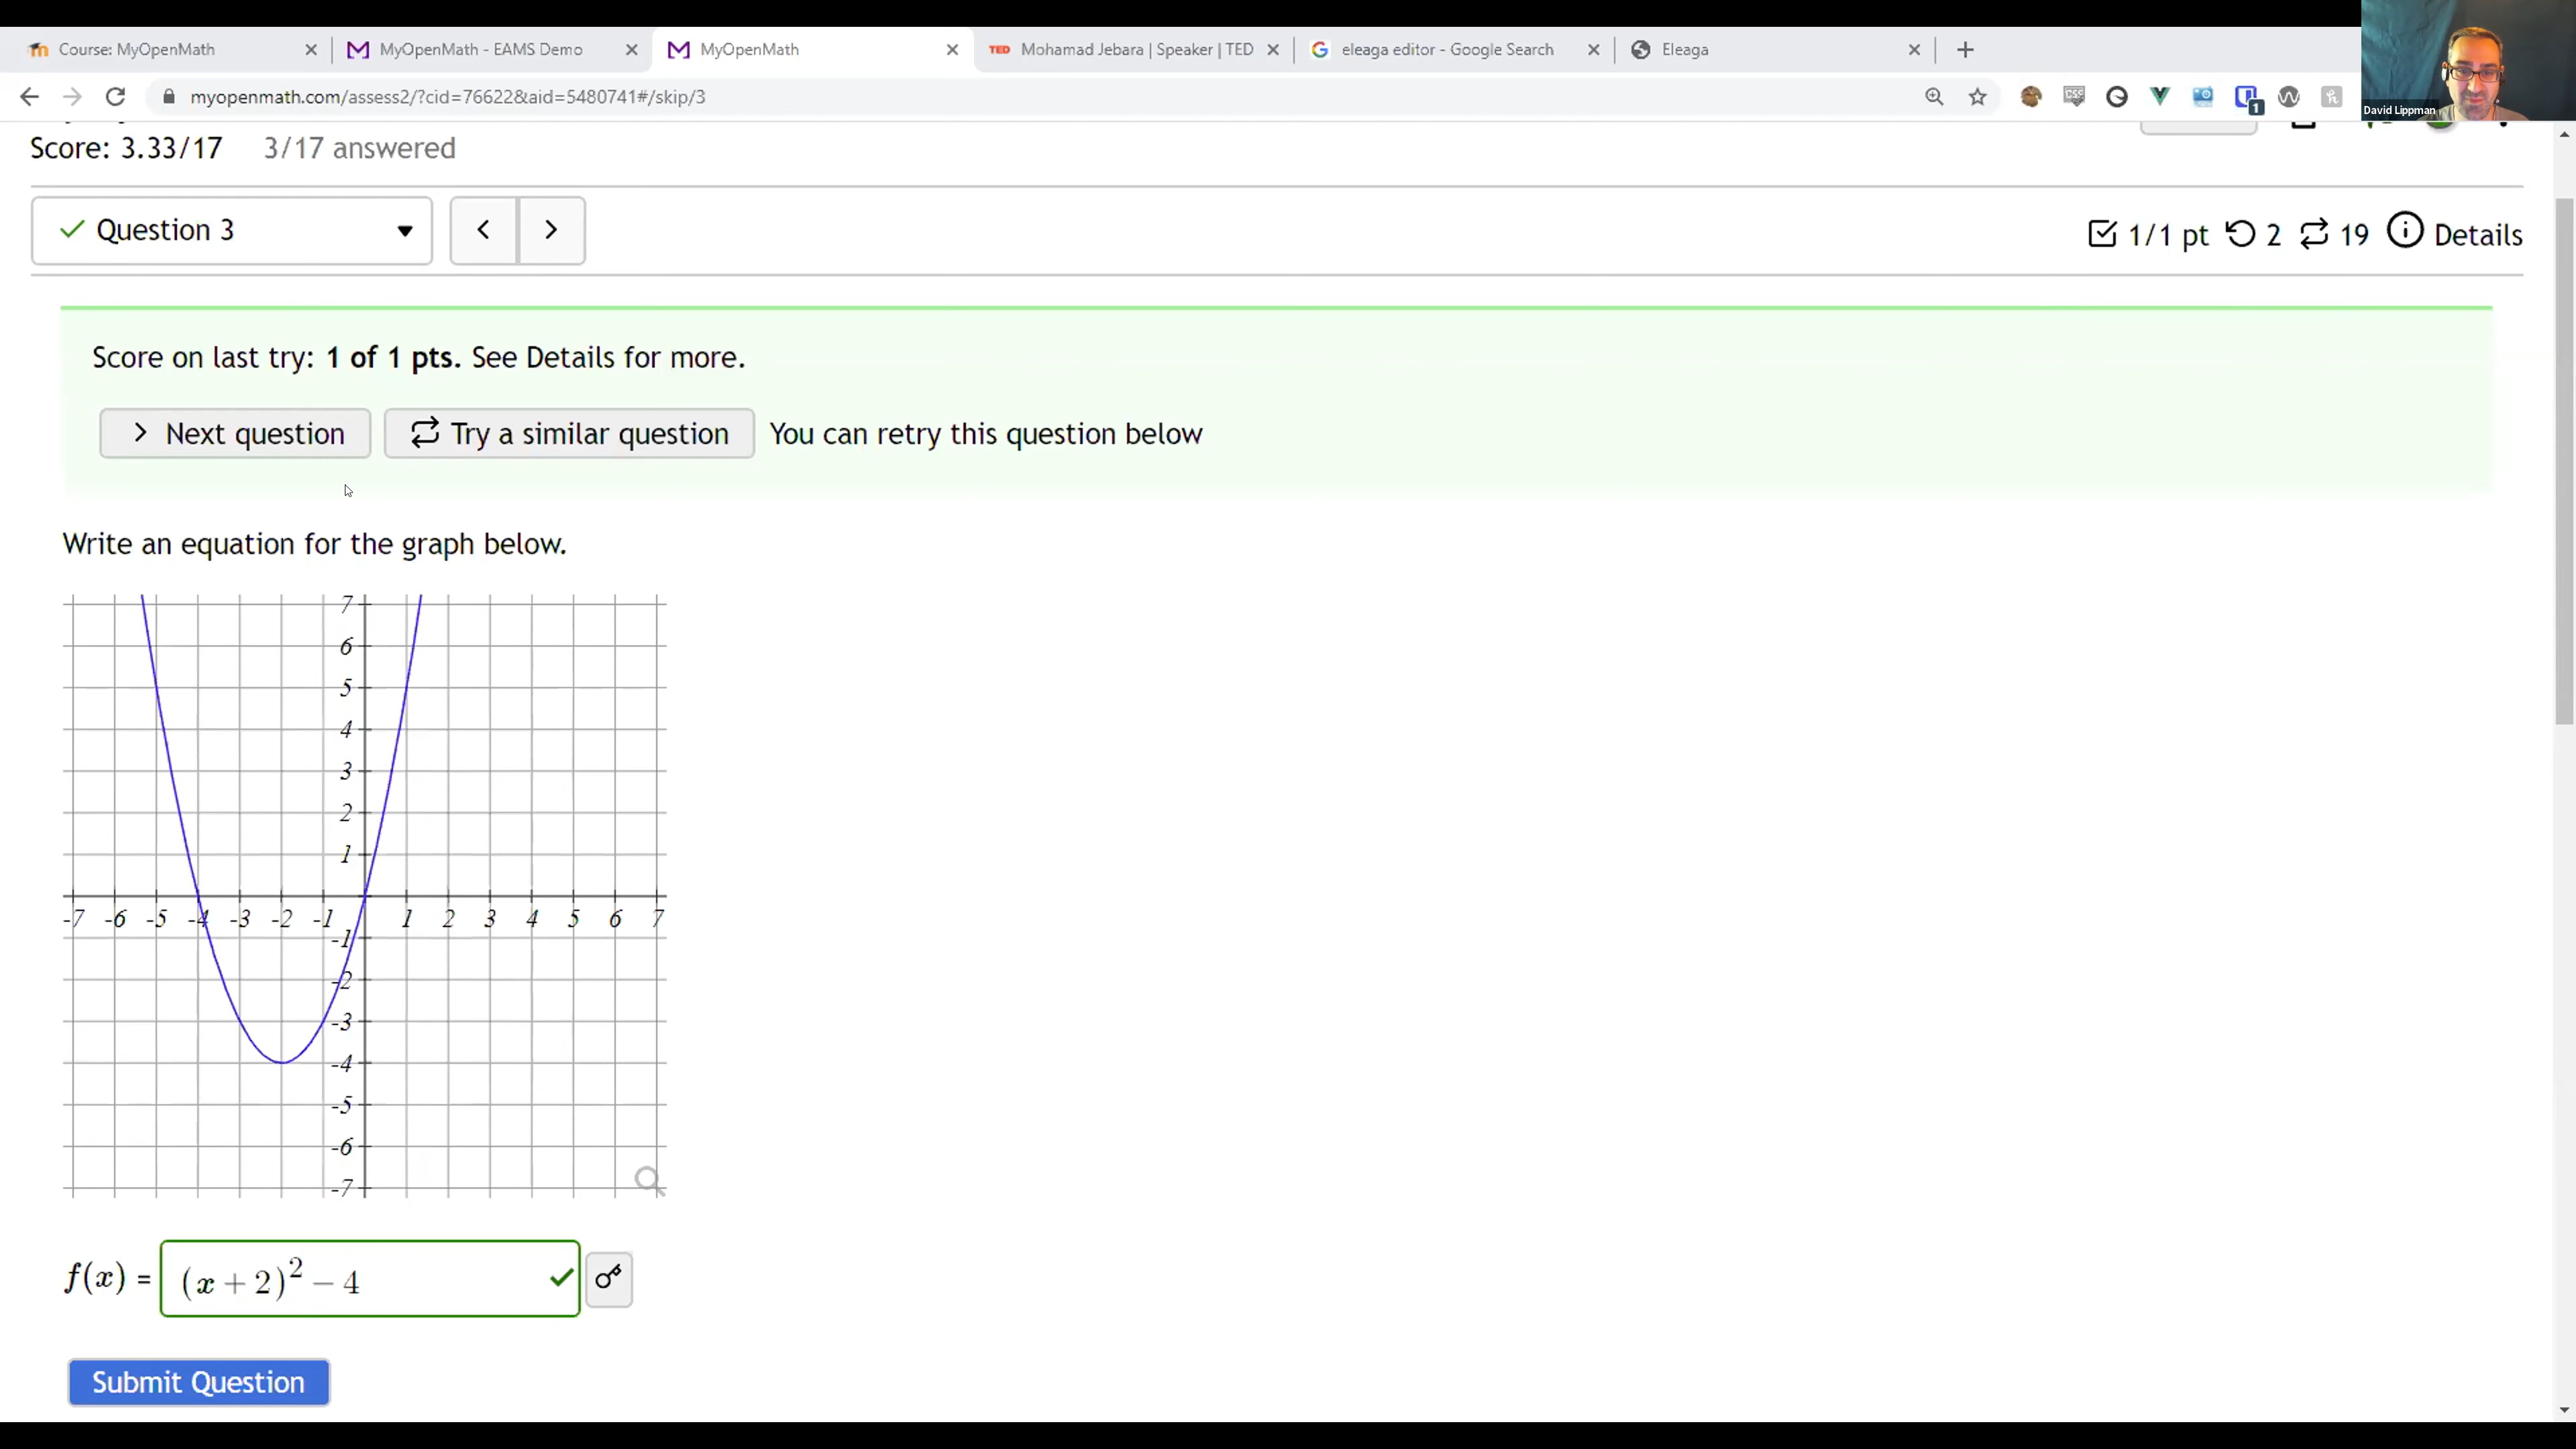 Course: MyOpenMath
MyOpenMath - EAMS Demo
MyOpenMath
TED Mohamad Jebara | Speaker | TED
eleaga editor - Google Search
Eleaga
myopenmath.com/assess2/?cid=76622&aid=5480741#/skip/3
David Lippman
Score: 3.33/17 3/17 answered
Question 3
1/1 pt 2 19 Details
Score on last try: 1 of 1 pts. See Details for more.
Next question Try a similar question You can retry this question below
Write an equation for the graph below.
7
6
5
4
3
2
1
-7 -6 -5 -4 -3 -2 -1 1 2 3 4 5 6 7
-1
-2
-3
-4
-5
-6
-7
f(x) = (x + 2)² − 4
Submit Question